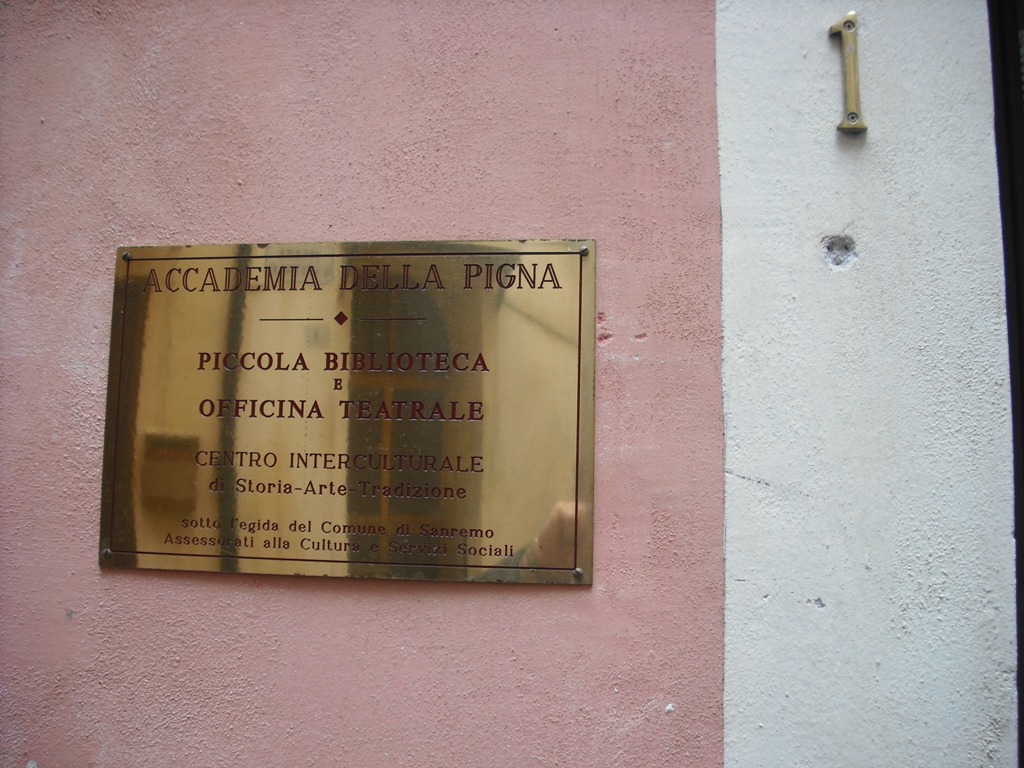 ACCADEMIA DELLA PIGNA
PICCOLA BIBLIOTECA
E
OFFICINA TEATRALE
CENTRO INTERCULTURALE
di Storia-Arte-Tradizione
sotto l'egida del Comune di Sanremo
Assessorati alla Cultura e Servizi Sociali
1